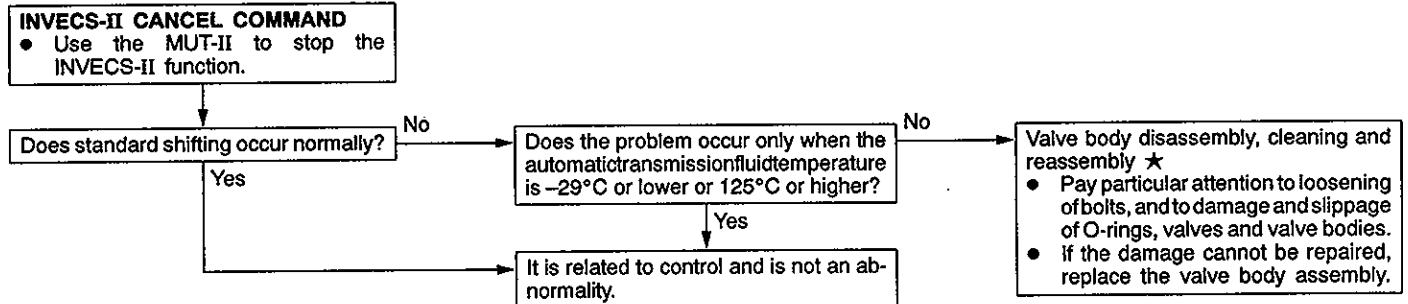 INVECS-II CANCEL COMMAND
● Use the MUT-II to stop the
INVECS-II function.
Does standard shifting occur normally?
No
Yes
Does the problem occur only when the
automatictransmissionfluidtemperature
is –29°C or lower or 125°C or higher?
No
Yes
It is related to control and is not an ab-
normality.
Valve body disassembly, cleaning and
reassembly ★
● Pay particular attention to loosening
of bolts, and to damage and slippage
of O-rings, valves and valve bodies.
● If the damage cannot be repaired,
replace the valve body assembly.